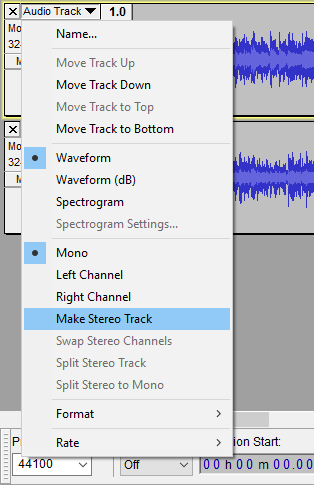 Audio Track 1.0
Name...
Mo
32-
M
Move Track Up
Move Track Down
Move Track to Top
Move Track to Bottom
Mo
32-
Waveform
Waveform (dB)
Spectrogram
Spectrogram Settings...
Mono
Left Channel
Right Channel
Make Stereo Track
Swap Stereo Channels
Split Stereo Track
Split Stereo to Mono
Format
Rate
ion Start:
44100
Off
00 h 00 m 00.00